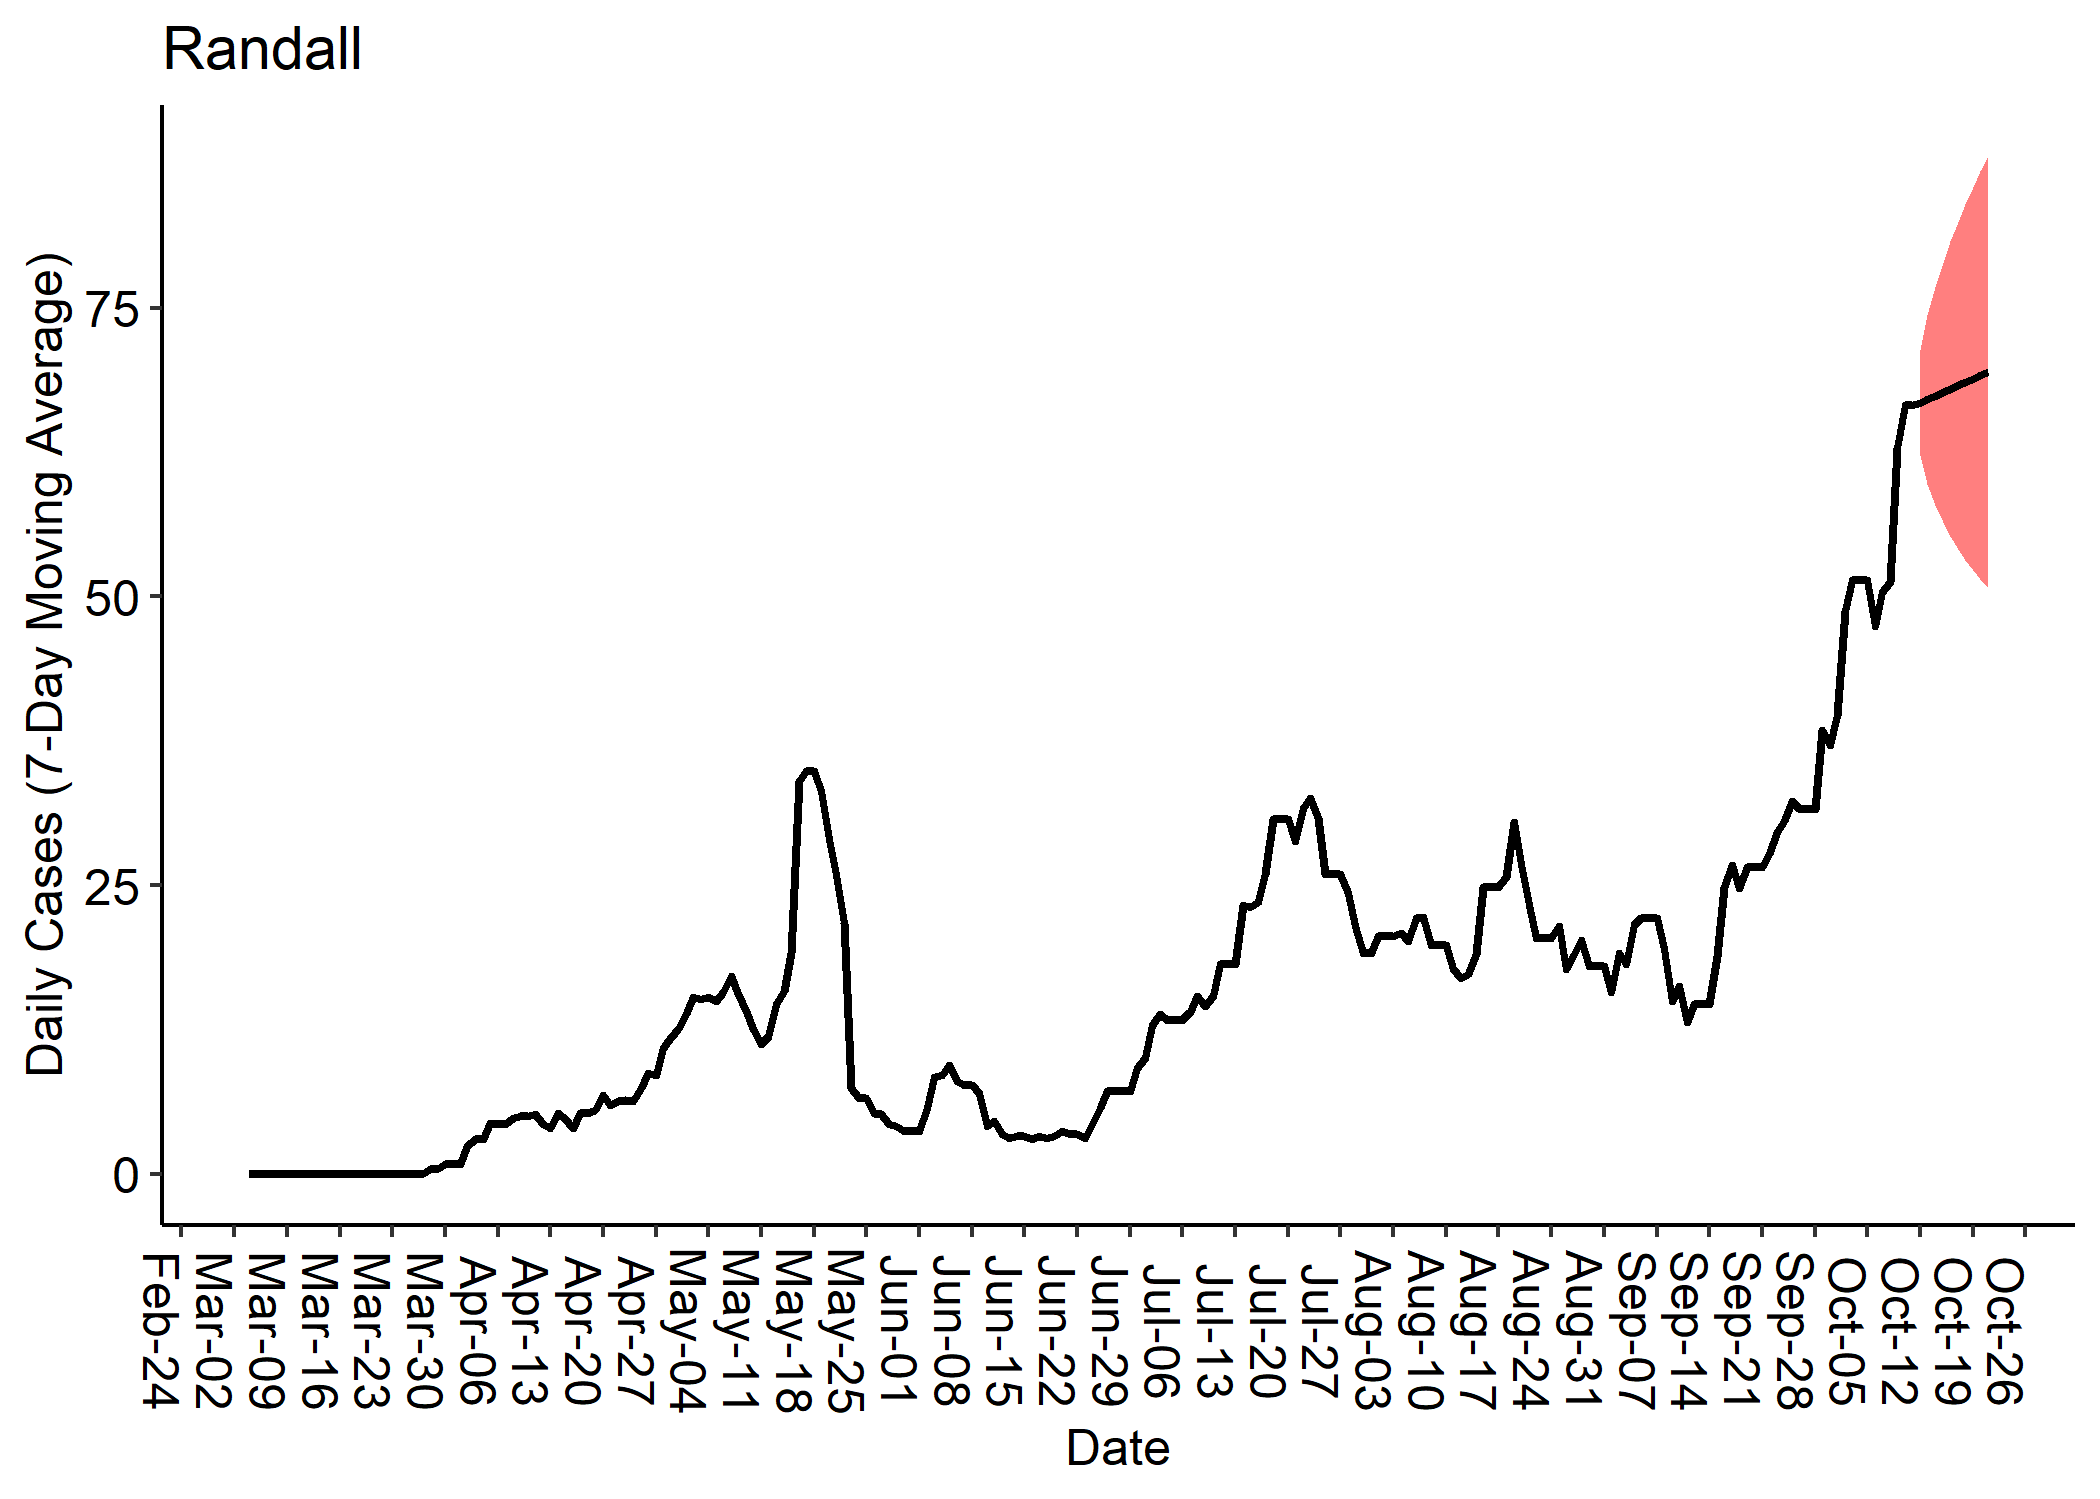 Randall
Daily Cases (7-Day Moving Average)
75
50
25
0
Feb-24
Mar-02
Mar-09
Mar-16
Mar-23
Mar-30
Apr-06
Apr-13
Apr-20
Apr-27
May-04
May-11
May-18
May-25
Jun-01
Jun-08
Jun-15
Jun-22
Jun-29
Jul-06
Jul-13
Jul-20
Jul-27
Aug-03
Aug-10
Aug-17
Aug-24
Aug-31
Sep-07
Sep-14
Sep-21
Sep-28
Oct-05
Oct-12
Oct-19
Oct-26
Date